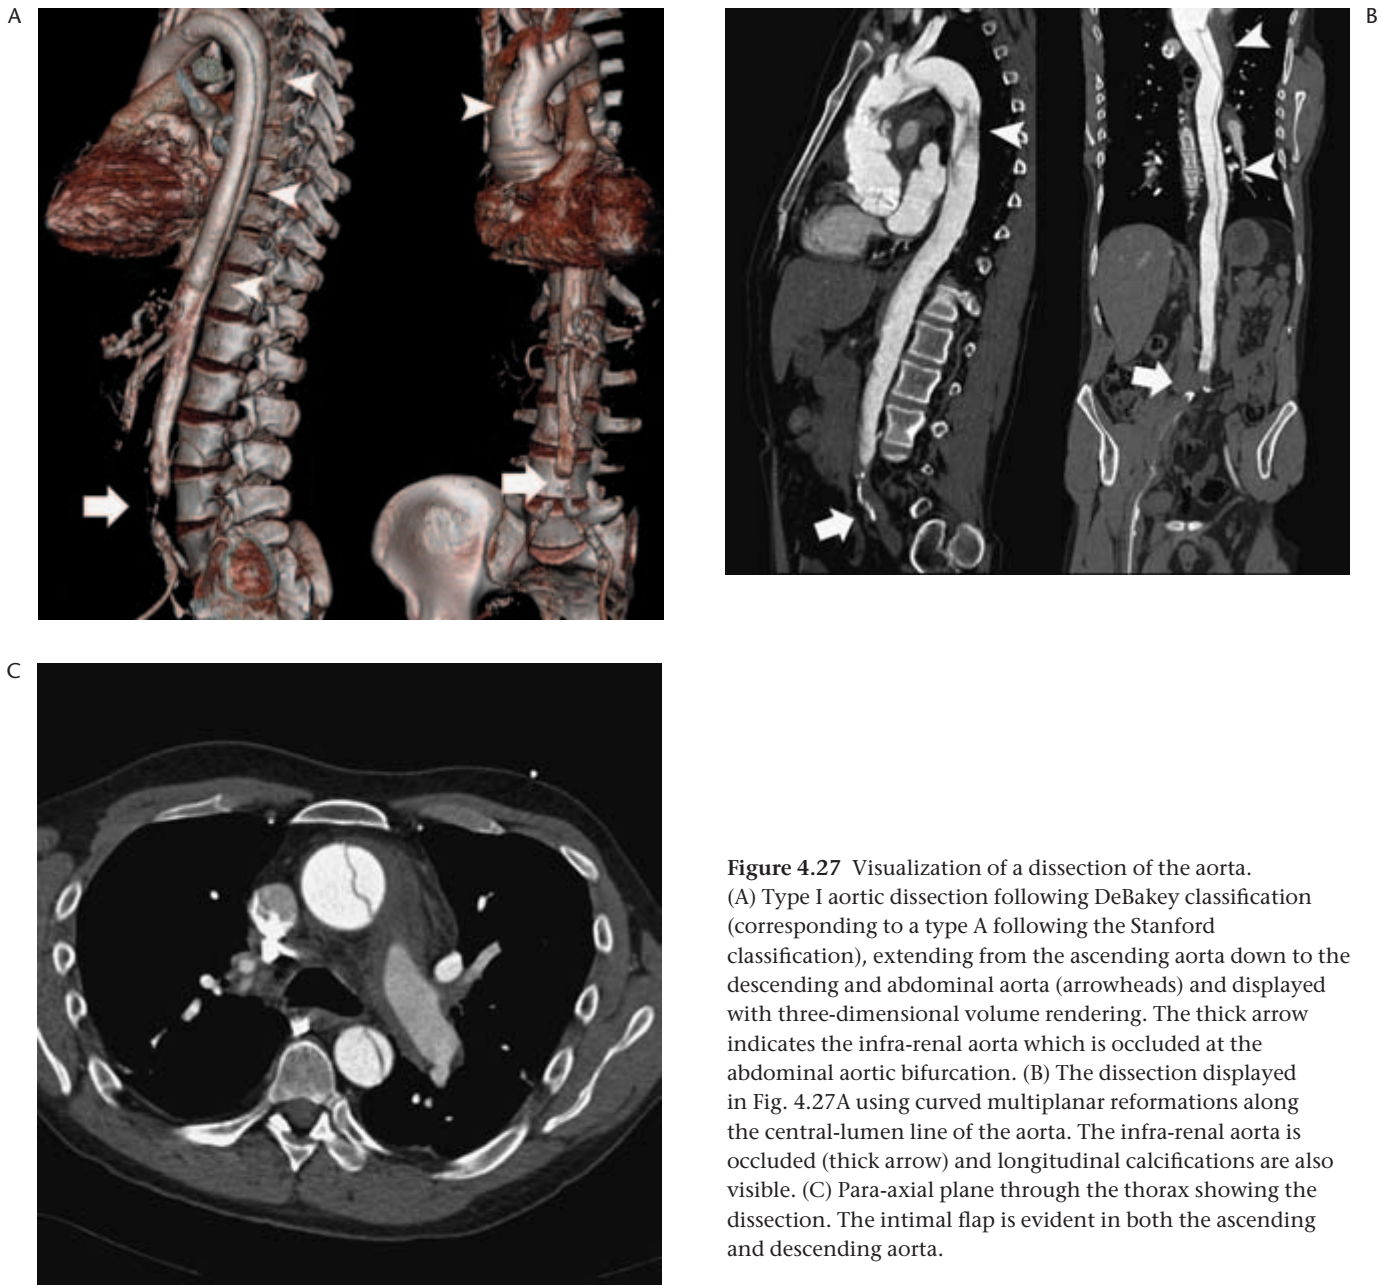 A
B
C
Figure 4.27 Visualization of a dissection of the aorta.
(A) Type I aortic dissection following DeBakey classification
(corresponding to a type A following the Stanford
classification), extending from the ascending aorta down to the
descending and abdominal aorta (arrowheads) and displayed
with three-dimensional volume rendering. The thick arrow
indicates the infra-renal aorta which is occluded at the
abdominal aortic bifurcation. (B) The dissection displayed
in Fig. 4.27A using curved multiplanar reformations along
the central-lumen line of the aorta. The infra-renal aorta is
occluded (thick arrow) and longitudinal calcifications are also
visible. (C) Para-axial plane through the thorax showing the
dissection. The intimal flap is evident in both the ascending
and descending aorta.